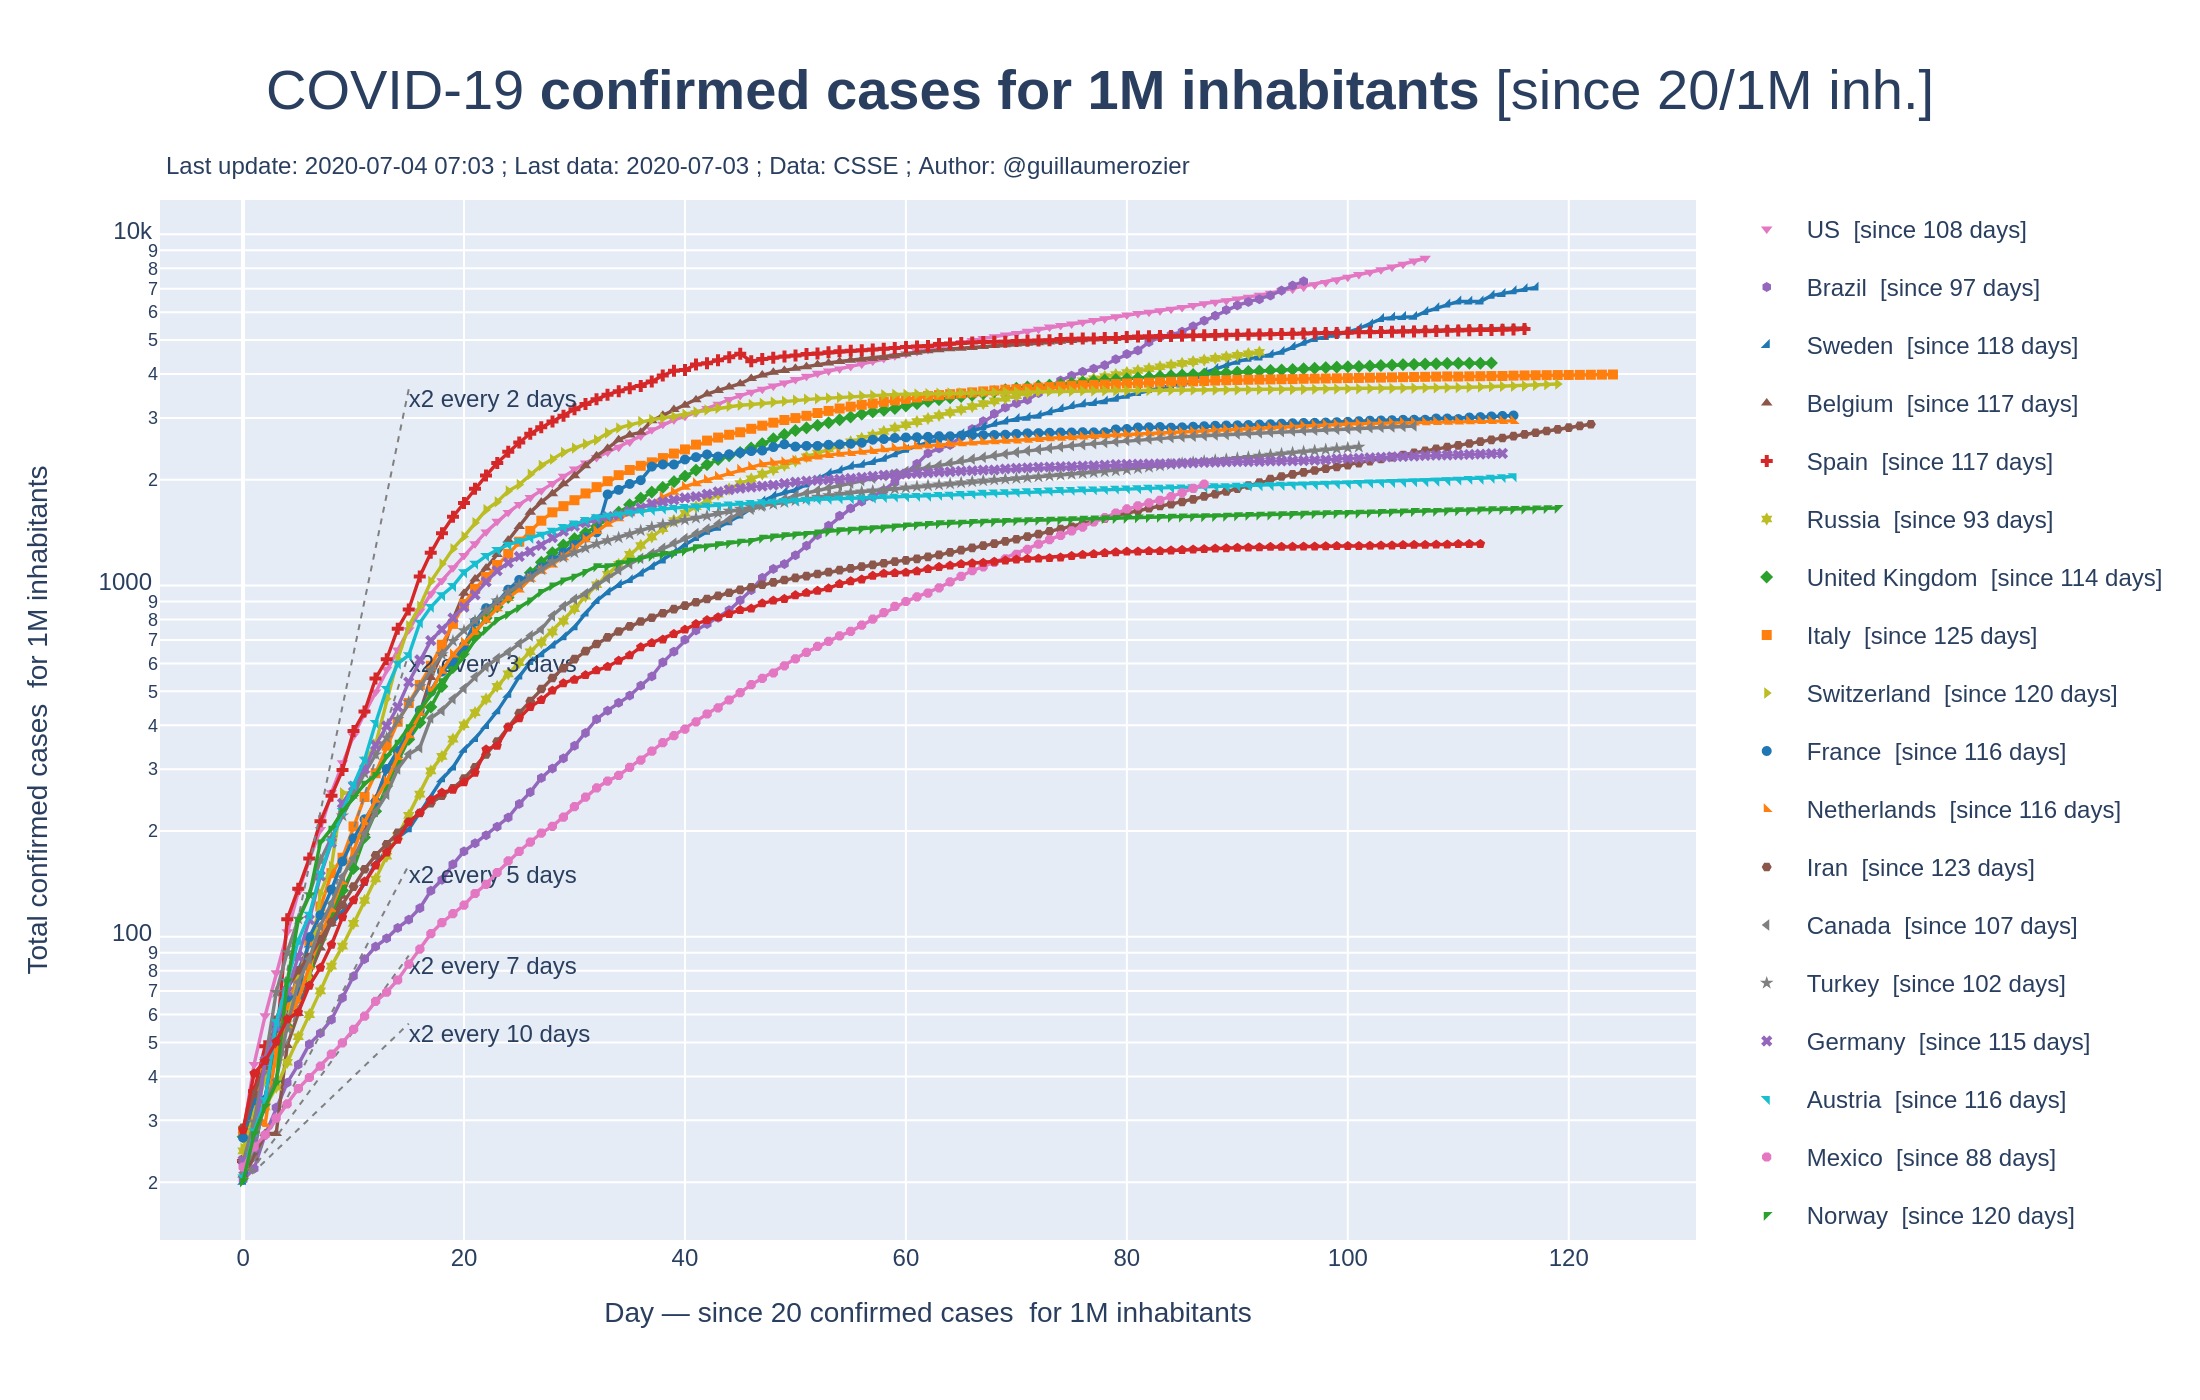 COVID-19 confirmed cases for 1M inhabitants [since 20/1M inh.]
Last update: 2020-07-04 07:03 ; Last data: 2020-07-03 ; Data: CSSE ; Author: @guillaumerozier
Total confirmed cases for 1M inhabitants
10k
9
8
7
6
5
4
3
2
1000
9
8
7
6
5
4
3
2
100
9
8
7
6
5
4
3
2
x2 every 2 days
x2 every 3 days
x2 every 5 days
x2 every 7 days
x2 every 10 days
0 20 40 60 80 100 120
Day — since 20 confirmed cases for 1M inhabitants
US [since 108 days]
Brazil [since 97 days]
Sweden [since 118 days]
Belgium [since 117 days]
Spain [since 117 days]
Russia [since 93 days]
United Kingdom [since 114 days]
Italy [since 125 days]
Switzerland [since 120 days]
France [since 116 days]
Netherlands [since 116 days]
Iran [since 123 days]
Canada [since 107 days]
Turkey [since 102 days]
Germany [since 115 days]
Austria [since 116 days]
Mexico [since 88 days]
Norway [since 120 days]